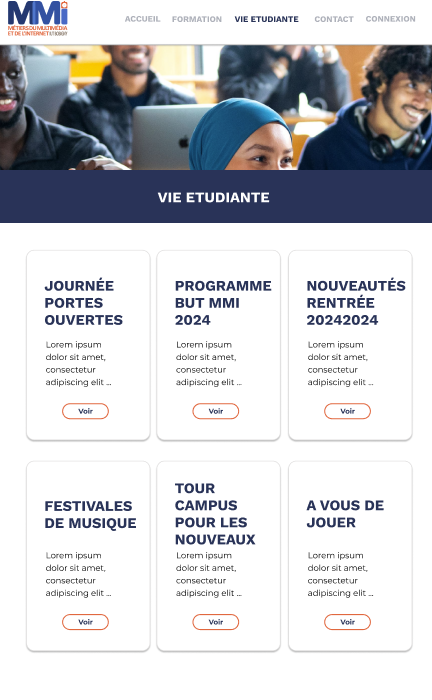 MMi
MÉTIERS DU MULTIMÉDIA
ET DE L'INTERNET
ACCUEIL FORMATION VIE ETUDIANTE CONTACT CONNEXION
VIE ETUDIANTE
JOURNÉE
PORTES
OUVERTES
Lorem ipsum
dolor sit amet,
consectetur
adipiscing elit ...
Voir
PROGRAMME
BUT MMI
2024
Lorem ipsum
dolor sit amet,
consectetur
adipiscing elit ...
Voir
NOUVEAUTÉS
RENTRÉE
20242024
Lorem ipsum
dolor sit amet,
consectetur
adipiscing elit ...
Voir
FESTIVALES
DE MUSIQUE
Lorem ipsum
dolor sit amet,
consectetur
adipiscing elit ...
Voir
TOUR
CAMPUS
POUR LES
NOUVEAUX
Lorem ipsum
dolor sit amet,
consectetur
adipiscing elit ...
Voir
A VOUS DE
JOUER
Lorem ipsum
dolor sit amet,
consectetur
adipiscing elit ...
Voir